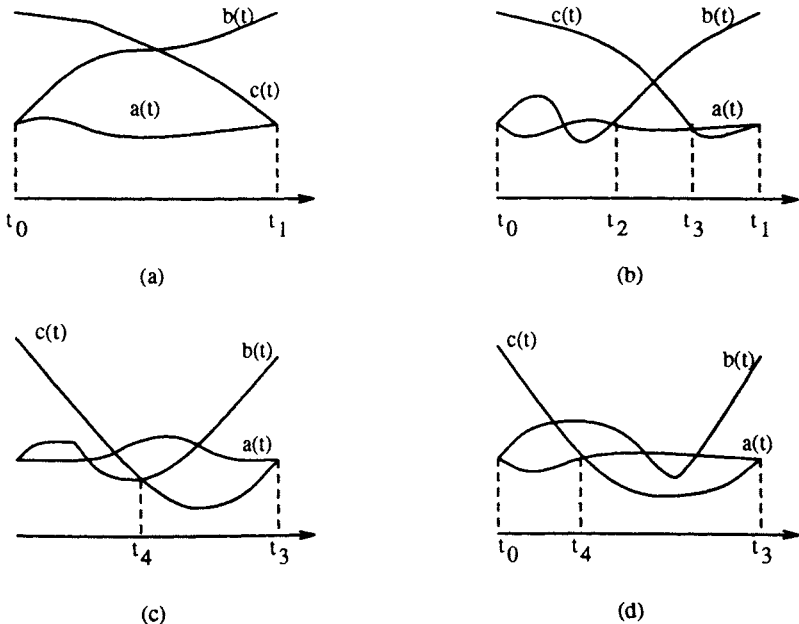 b(t)
a(t)
c(t)
t0 t1
(a)
c(t) b(t)
a(t)
t0 t2 t3 t1
(b)
c(t)
b(t)
a(t)
t4 t3
(c)
c(t)
b(t)
a(t)
t0 t4 t3
(d)